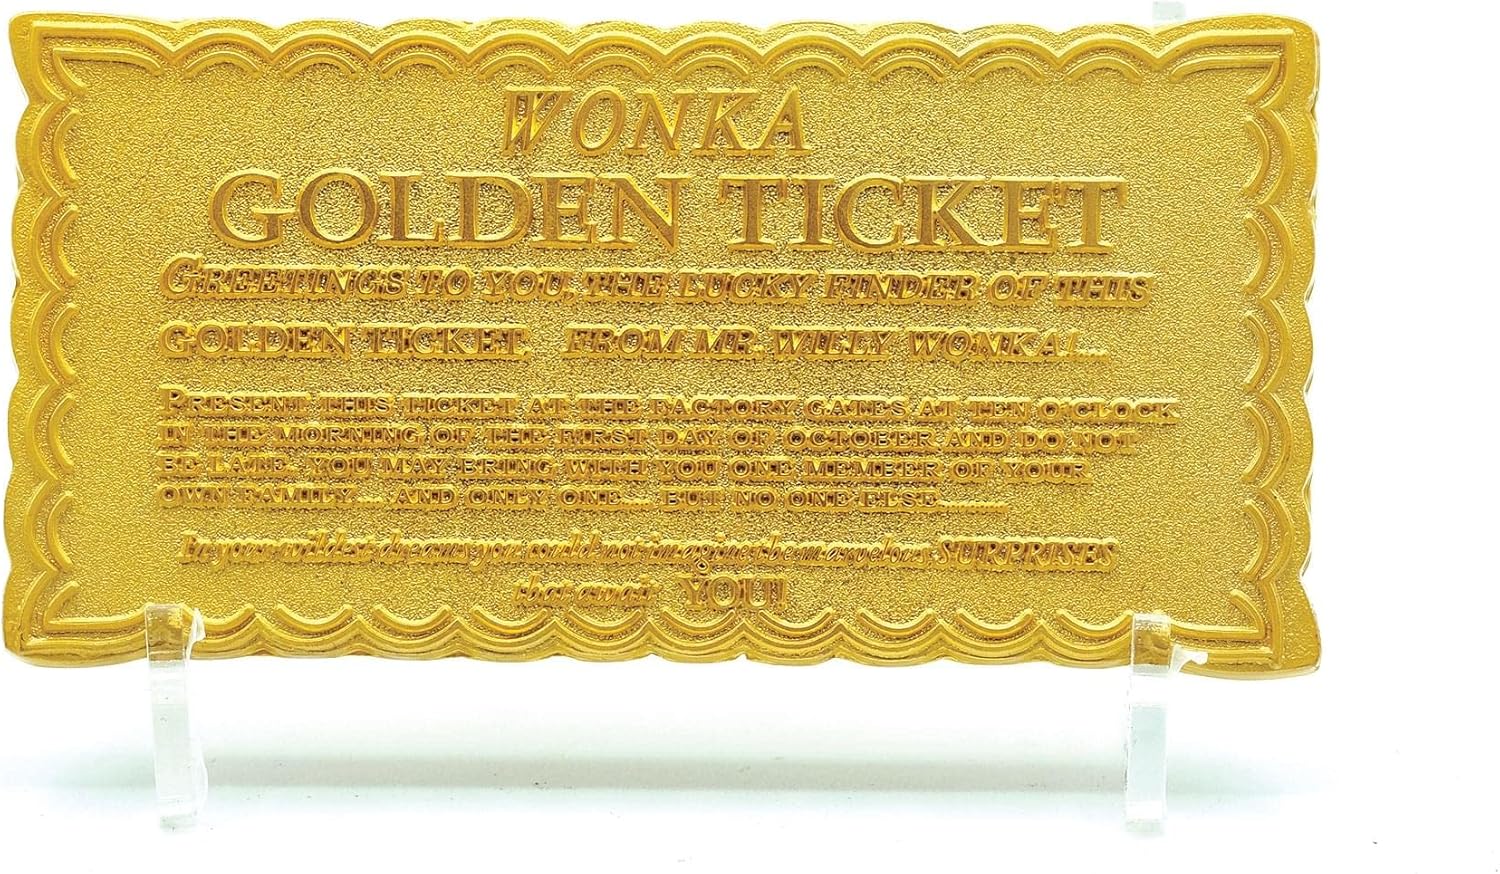 WONKA
GOLDEN TICKET
GREETINGS TO YOU, THE LUCKY FINDER OF THIS
GOLDEN TICKET, FROM MR. WILLY WONKA!...
PRESENT THIS TICKET AT THE FACTORY GATES AT TEN O'CLOCK
IN THE MORNING OF THE FIRST DAY OF OCTOBER AND DO NOT
BE LATE. YOU MAY BRING WITH YOU ONE MEMBER OF YOUR
OWN FAMILY.... AND ONLY ONE.... BUT NO ONE ELSE..........
In your wildest dreams you could not imagine the marvelous SURPRISES
that await YOU!